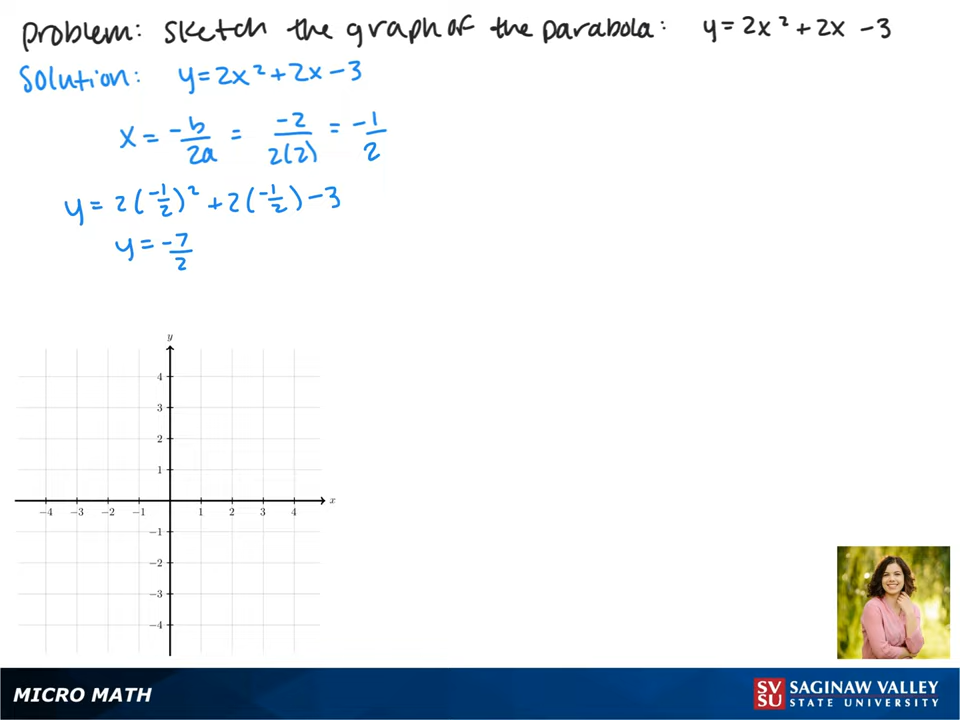 Problem: Sketch the graph of the parabola: y = 2x² + 2x - 3
Solution: y = 2x² + 2x - 3
x = -b/2a = -2/2(2) = -1/2
y = 2(-1/2)² + 2(-1/2) - 3
y = -7/2
y
4
3
2
1
−4 −3 −2 −1 1 2 3 4 x
−1
−2
−3
−4
MICRO MATH
SV SU SAGINAW VALLEY
STATE UNIVERSITY